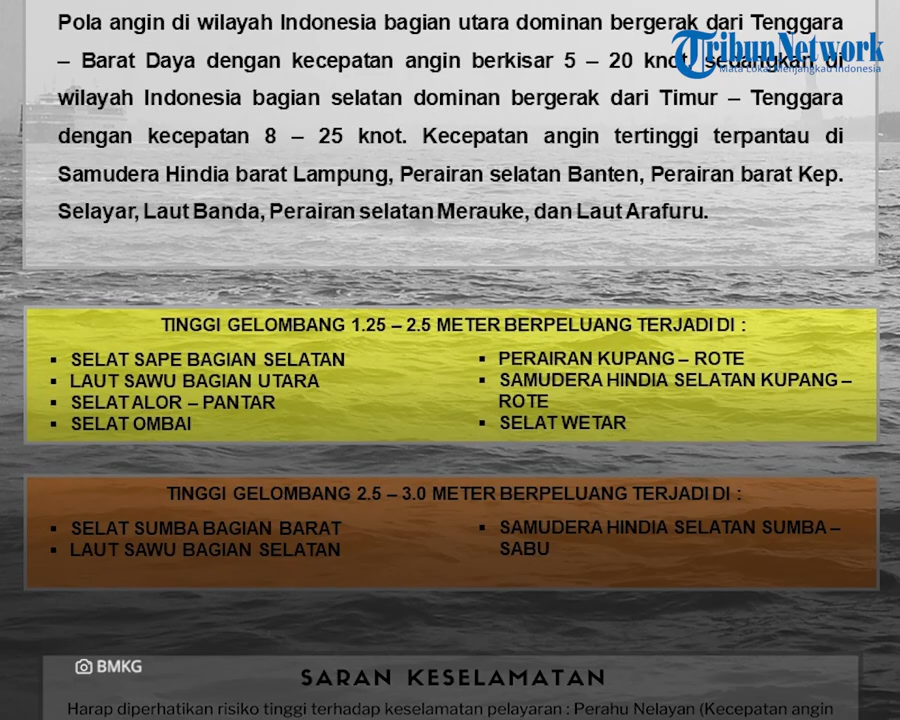 Pola angin di wilayah Indonesia bagian utara dominan bergerak dari Tenggara
– Barat Daya dengan kecepatan angin berkisar 5 – 20 knot, sedangkan di
TribunNetwork
Mata Lokal Menjangkau Indonesia
wilayah Indonesia bagian selatan dominan bergerak dari Timur – Tenggara
dengan kecepatan 8 – 25 knot. Kecepatan angin tertinggi terpantau di
Samudera Hindia barat Lampung, Perairan selatan Banten, Perairan barat Kep.
Selayar, Laut Banda, Perairan selatan Merauke, dan Laut Arafuru.
TINGGI GELOMBANG 1.25 – 2.5 METER BERPELUANG TERJADI DI :
▪ SELAT SAPE BAGIAN SELATAN
▪ LAUT SAWU BAGIAN UTARA
▪ SELAT ALOR – PANTAR
▪ SELAT OMBAI
▪ PERAIRAN KUPANG – ROTE
▪ SAMUDERA HINDIA SELATAN KUPANG –
ROTE
▪ SELAT WETAR
TINGGI GELOMBANG 2.5 – 3.0 METER BERPELUANG TERJADI DI :
▪ SELAT SUMBA BAGIAN BARAT
▪ LAUT SAWU BAGIAN SELATAN
▪ SAMUDERA HINDIA SELATAN SUMBA –
SABU
BMKG
SARAN KESELAMATAN
Harap diperhatikan risiko tinggi terhadap keselamatan pelayaran : Perahu Nelayan (Kecepatan angin